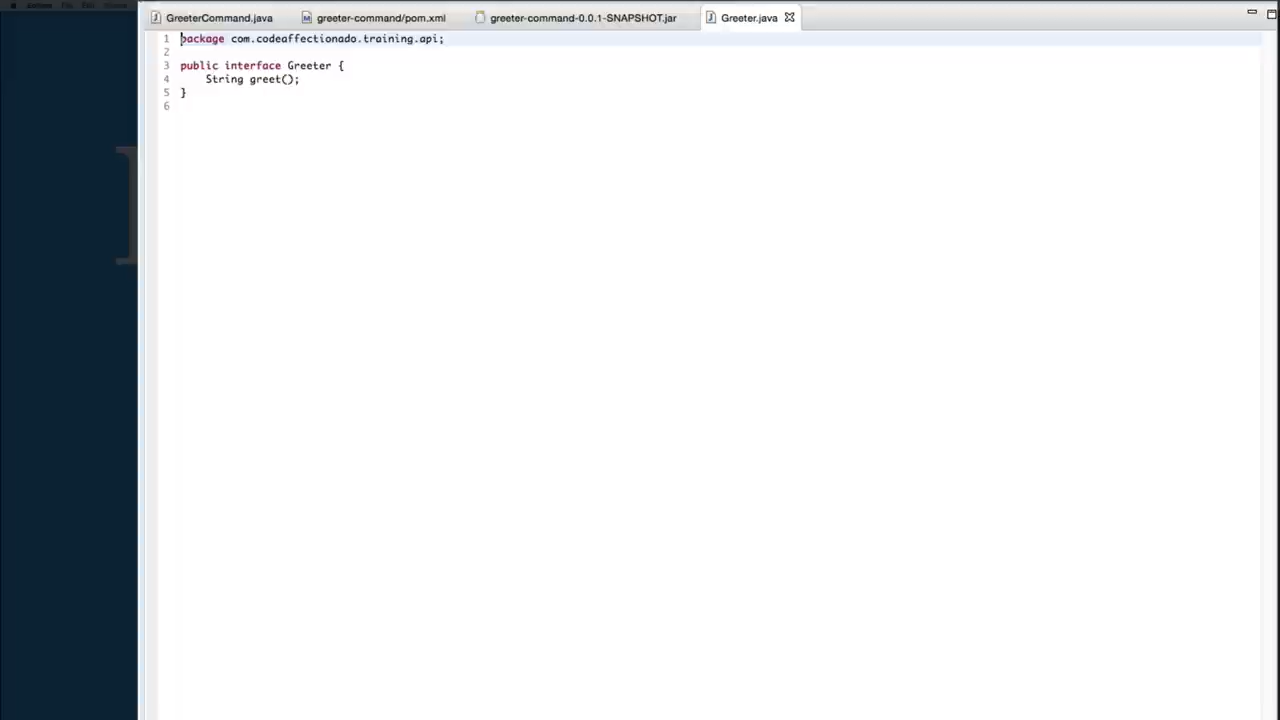 GreeterCommand.java greeter-command/pom.xml greeter-command-0.0.1-SNAPSHOT.jar Greeter.java
1 package com.codeaffectionado.training.api;
2
3 public interface Greeter {
4 String greet();
5 }
6